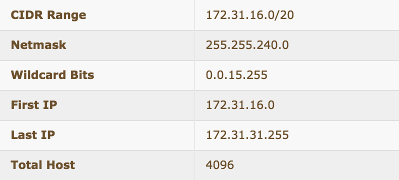 CIDR Range 172.31.16.0/20
Netmask 255.255.240.0
Wildcard Bits 0.0.15.255
First IP 172.31.16.0
Last IP 172.31.31.255
Total Host 4096